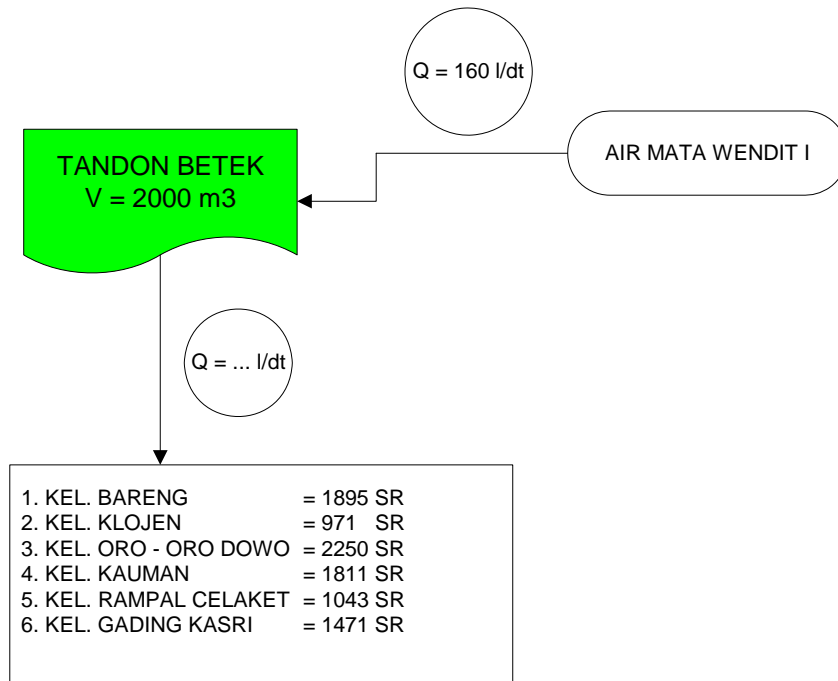 Q = 160 l/dt
AIR MATA WENDIT I
TANDON BETEK
V = 2000 m3
Q = ... l/dt
1. KEL. BARENG = 1895 SR
2. KEL. KLOJEN = 971 SR
3. KEL. ORO - ORO DOWO = 2250 SR
4. KEL. KAUMAN = 1811 SR
5. KEL. RAMPAL CELAKET = 1043 SR
6. KEL. GADING KASRI = 1471 SR